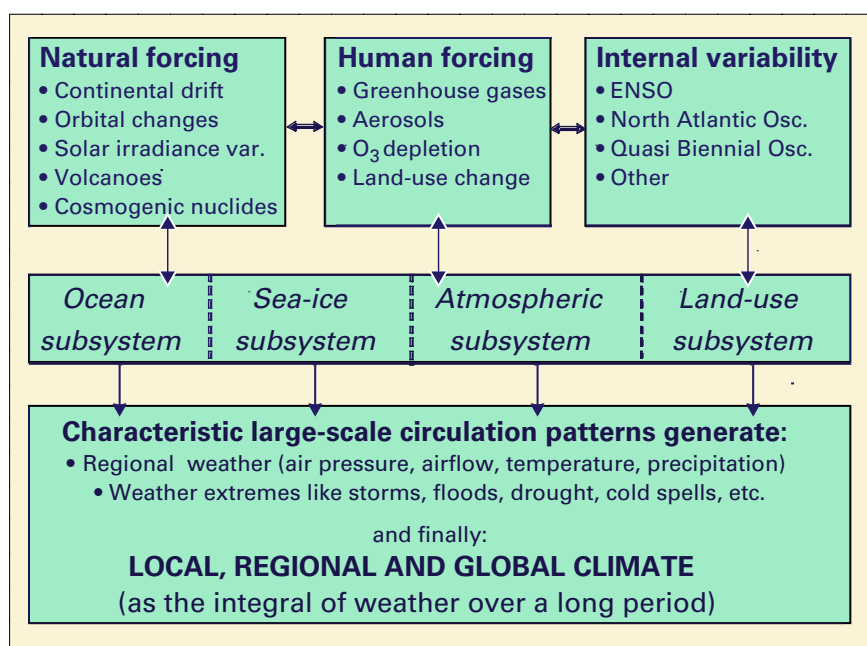 Natural forcing
• Continental drift
• Orbital changes
• Solar irradiance var.
• Volcanoes
• Cosmogenic nuclides
Human forcing
• Greenhouse gases
• Aerosols
• O₃ depletion
• Land-use change
Internal variability
• ENSO
• North Atlantic Osc.
• Quasi Biennial Osc.
• Other
Ocean
subsystem
Sea-ice
subsystem
Atmospheric
subsystem
Land-use
subsystem
Characteristic large-scale circulation patterns generate:
• Regional weather (air pressure, airflow, temperature, precipitation)
• Weather extremes like storms, floods, drought, cold spells, etc.
and finally:
LOCAL, REGIONAL AND GLOBAL CLIMATE
(as the integral of weather over a long period)